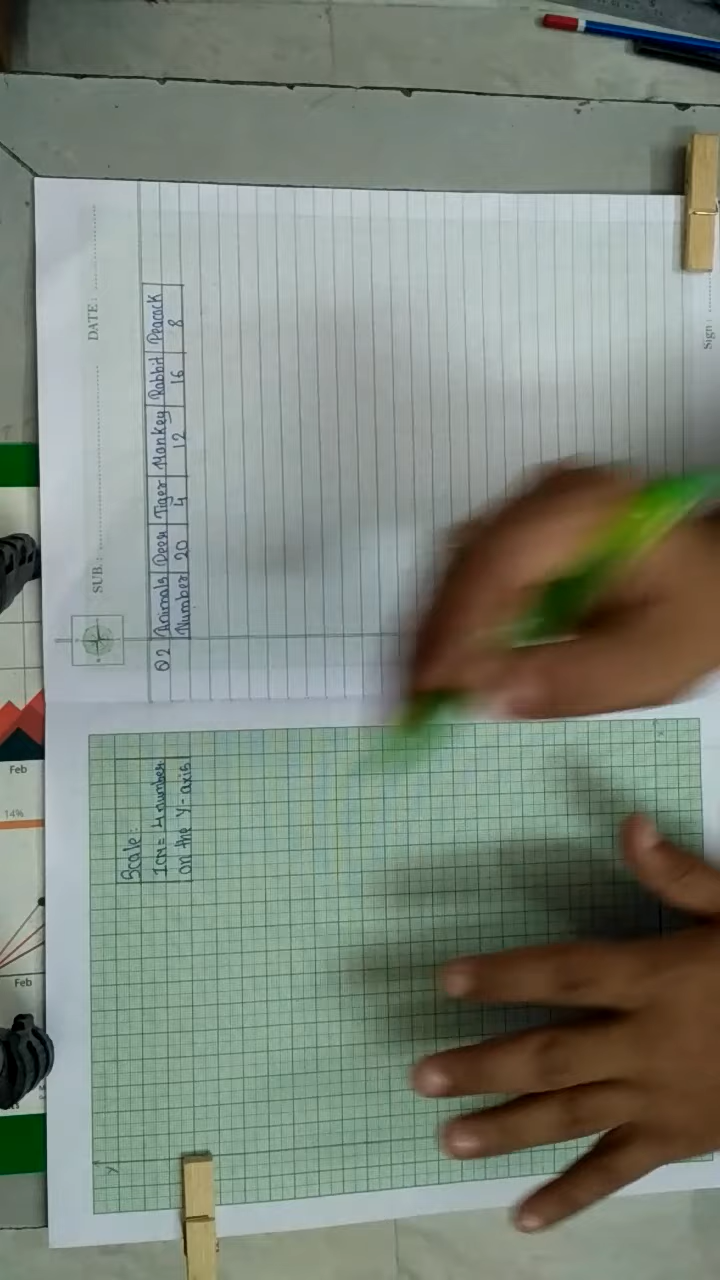 SUB : DATE :
Q2 Animals Deer Tiger Monkey Rabbit Peacock
Number 20 4 12 16 8
Sign :
Scale:
1cm = 4 number
on the Y-axis
Y
X
Feb
14%
Feb